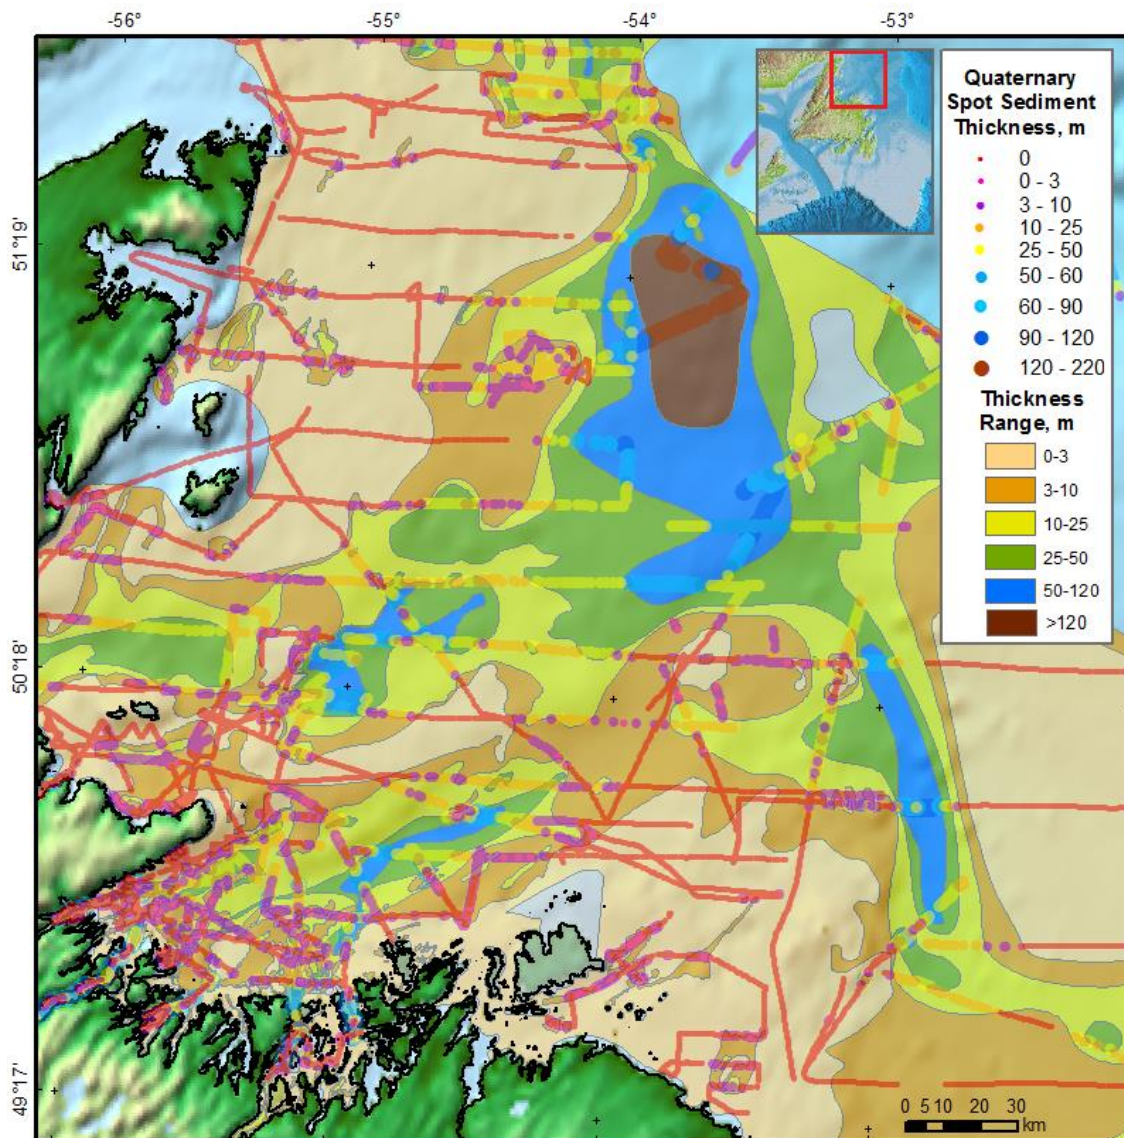 -56° -55° -54° -53°
Quaternary
Spot Sediment
Thickness, m
0
0 - 3
3 - 10
10 - 25
25 - 50
50 - 60
60 - 90
90 - 120
120 - 220
Thickness
Range, m
0-3
3-10
10-25
25-50
50-120
>120
51°19'
50°18'
49°17'
0 5 10 20 30
km